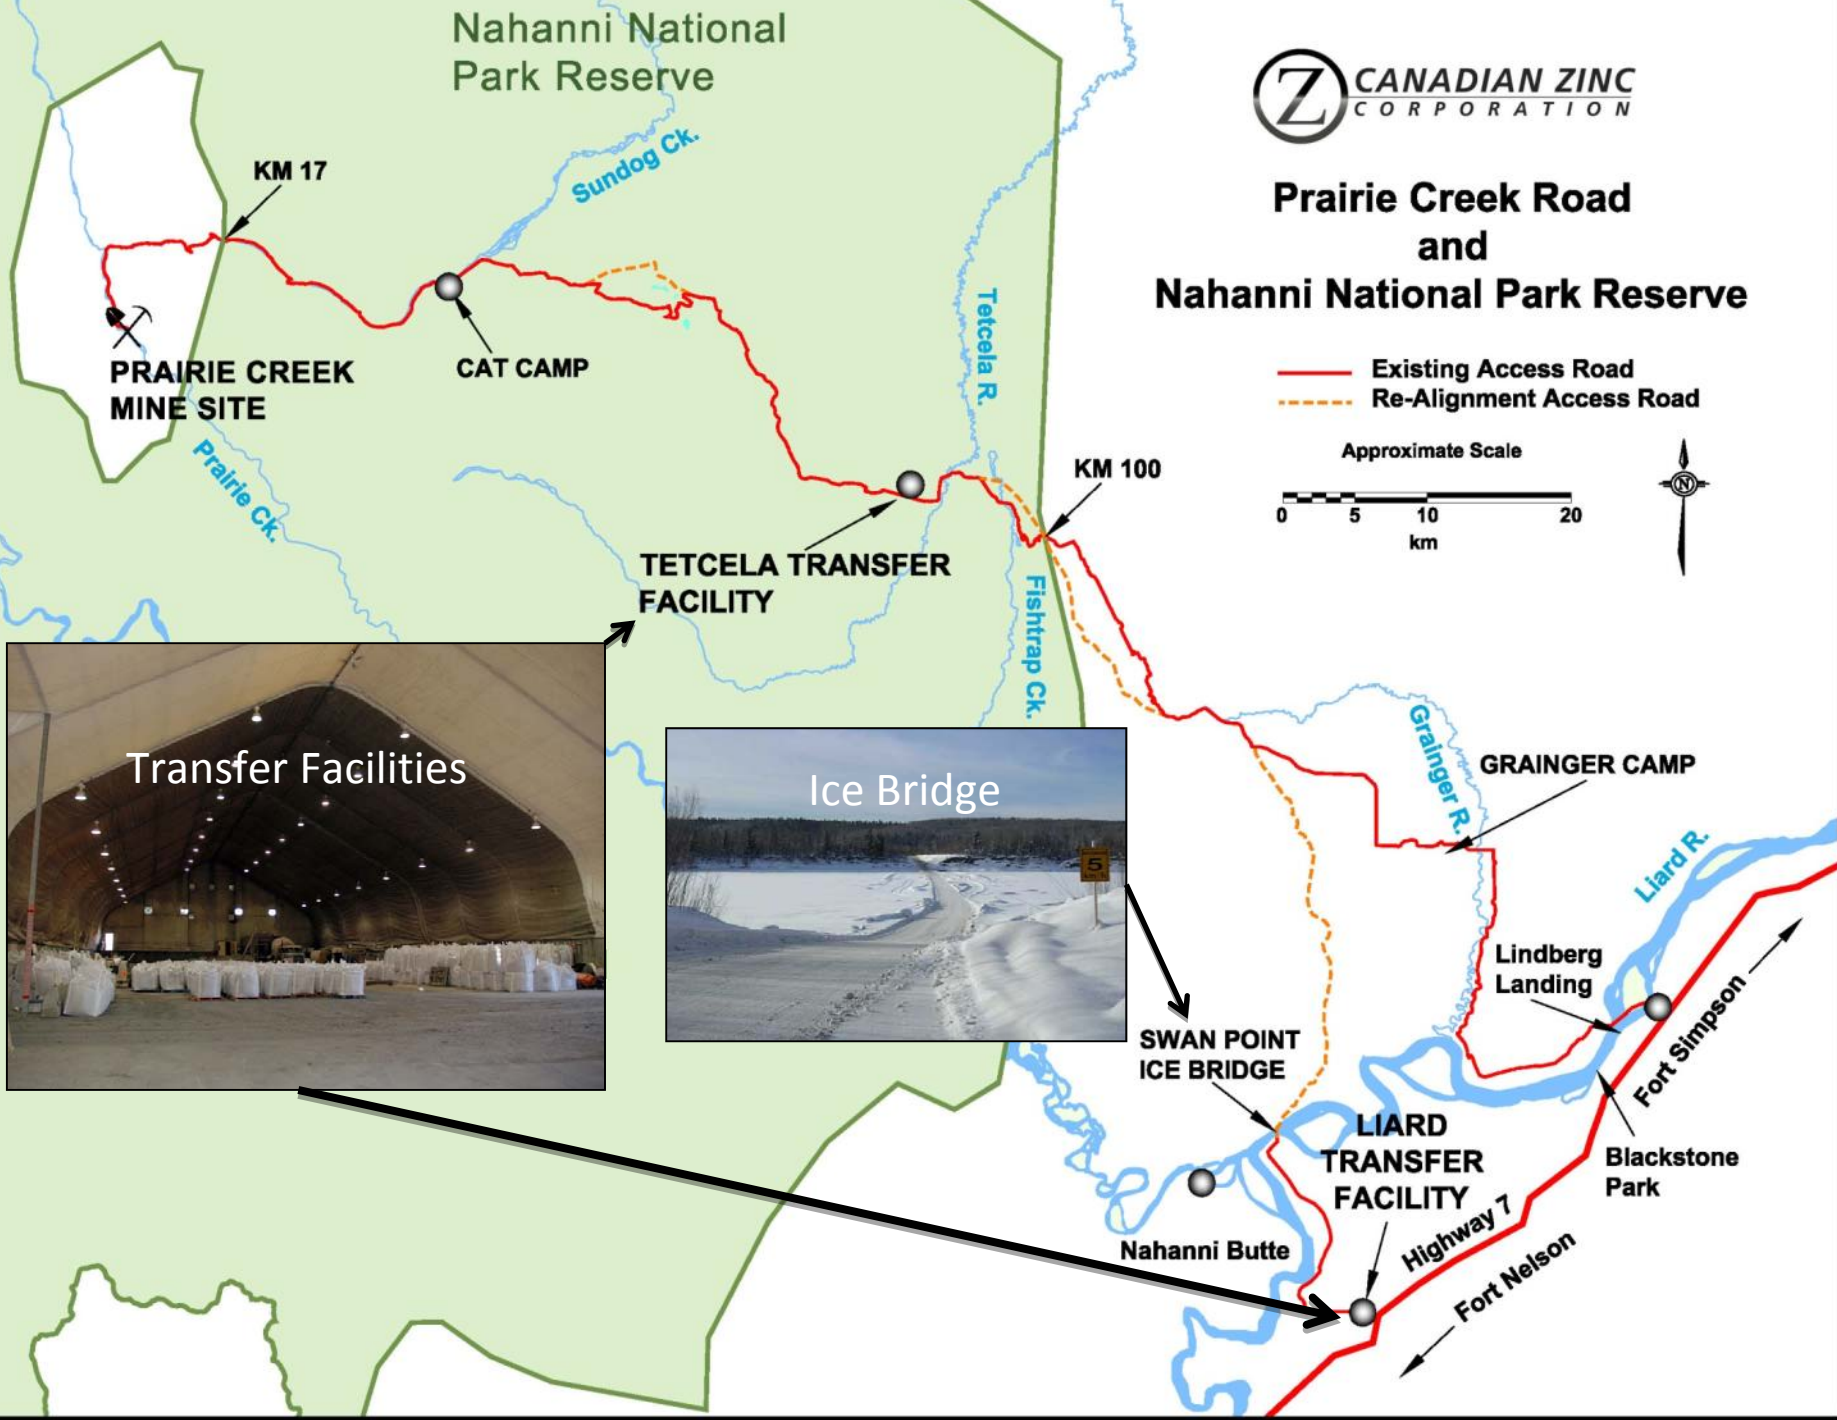 Nahanni National
Park Reserve
Z CANADIAN ZINC
CORPORATION
Prairie Creek Road
and
Nahanni National Park Reserve
Existing Access Road
Re-Alignment Access Road
Approximate Scale
0 5 10 20
km
N
KM 17
Sundog Ck.
PRAIRIE CREEK
MINE SITE
CAT CAMP
Tetcela R.
Prairie Ck.
KM 100
TETCELA TRANSFER
FACILITY
Fishtrap Ck.
Transfer Facilities
Ice Bridge
5
Grainger R.
GRAINGER CAMP
Liard R.
Lindberg
Landing
Fort Simpson
SWAN POINT
ICE BRIDGE
LIARD
TRANSFER
FACILITY
Blackstone
Park
Nahanni Butte
Highway 7
Fort Nelson